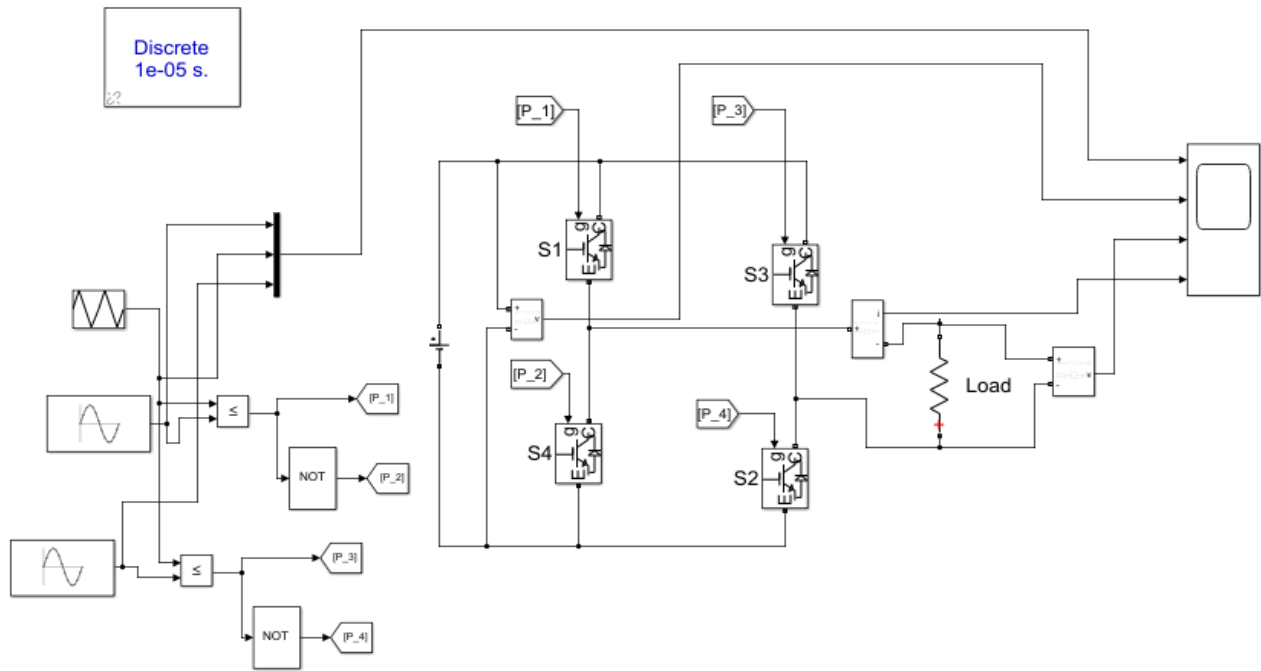 Discrete
1e-05 s.
[P_1]
[P_3]
g
C
S1
E
g
C
S3
E
+
-
v
+
i
-
[P_2]
[P_4]
Load
+
-
v
≤
[P_1]
g
C
S4
E
g
C
S2
E
NOT
[P_2]
≤
[P_3]
NOT
[P_4]